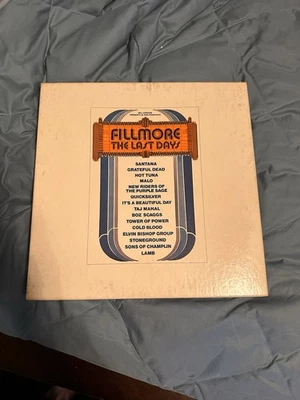 FILLMORE
THE LAST DAYS
SANTANA
GRATEFUL DEAD
HOT TUNA
MALO
NEW RIDERS OF
THE PURPLE SAGE
QUICKSILVER
IT'S A BEAUTIFUL DAY
TAJ MAHAL
BOZ SCAGGS
TOWER OF POWER
COLD BLOOD
ELVIN BISHOP GROUP
STONEGROUND
SONS OF CHAMPLIN
LAMB